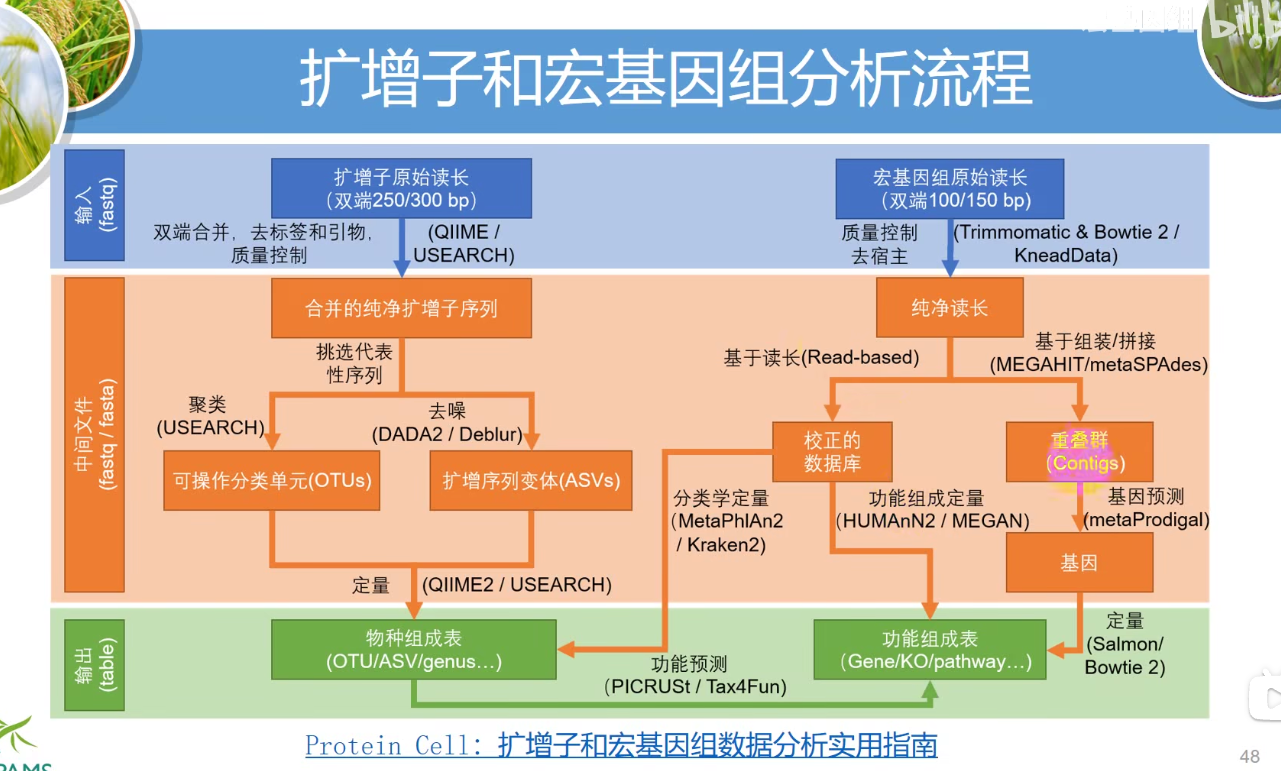 扩增子和宏基因组分析流程
输入
(fastq)
扩增子原始读长
(双端250/300 bp)
宏基因组原始读长
(双端100/150 bp)
双端合并，去标签和引物，
质量控制
(QIIME /
USEARCH)
质量控制
去宿主
(Trimmomatic & Bowtie 2 /
KneadData)
中间文件
(fastq / fasta)
合并的纯净扩增子序列
纯净读长
挑选代表
性序列
基于读长(Read-based)
基于组装/拼接
(MEGAHIT/metaSPAdes)
聚类
(USEARCH)
去噪
(DADA2 / Deblur)
校正的
数据库
重叠群
(Contigs)
可操作分类单元(OTUs)
扩增序列变体(ASVs)
分类学定量
(MetaPhlAn2
/ Kraken2)
功能组成定量
(HUMAnN2 / MEGAN)
基因预测
(metaProdigal)
基因
定量
(QIIME2 / USEARCH)
输出
(table)
物种组成表
(OTU/ASV/genus…)
功能组成表
(Gene/KO/pathway…)
定量
(Salmon/
Bowtie 2)
功能预测
(PICRUSt / Tax4Fun)
Protein Cell：扩增子和宏基因组数据分析实用指南
48